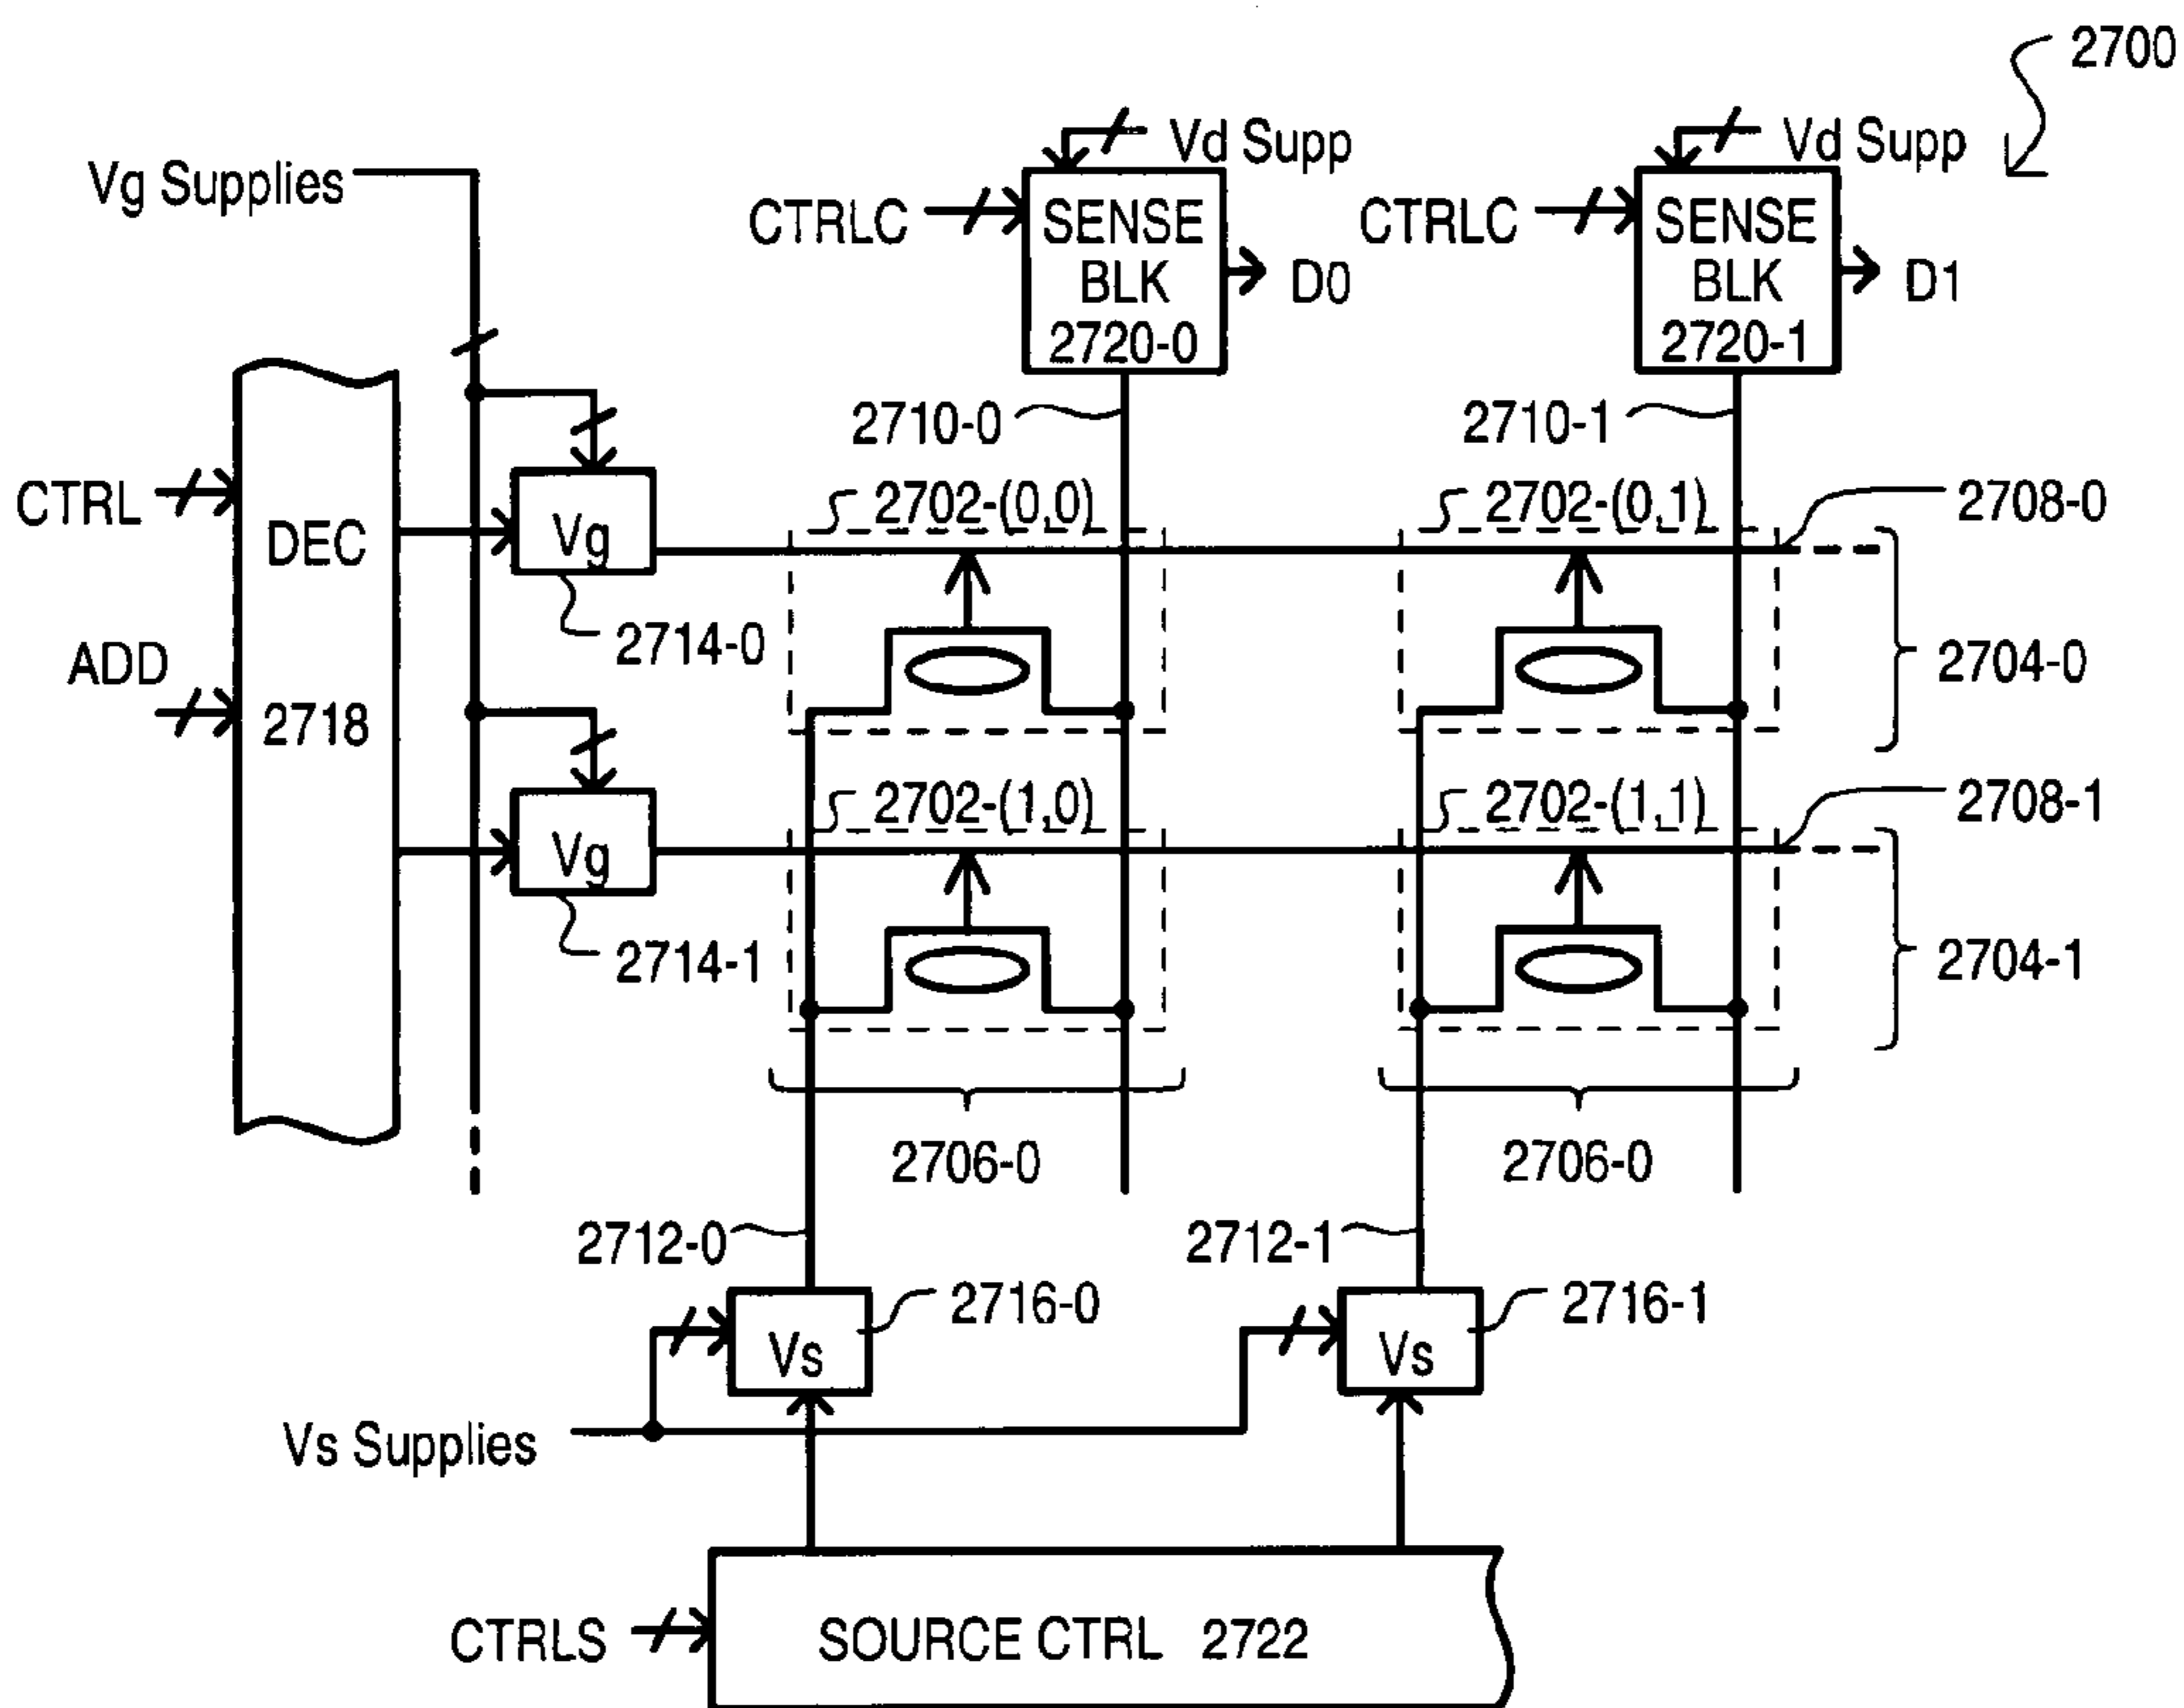 2700
Vd Supp
Vd Supp
Vg Supplies
CTRLC
SENSE
BLK
2720-0
D0
CTRLC
SENSE
BLK
2720-1
D1
2710-0
2710-1
CTRL
DEC
2718
ADD
Vg
2714-0
2702-(0,0)
2702-(0,1)
2708-0
2704-0
Vg
2714-1
2702-(1,0)
2702-(1,1)
2708-1
2704-1
2706-0
2706-0
2712-0
2712-1
Vs
2716-0
Vs
2716-1
Vs Supplies
CTRLS
SOURCE CTRL 2722